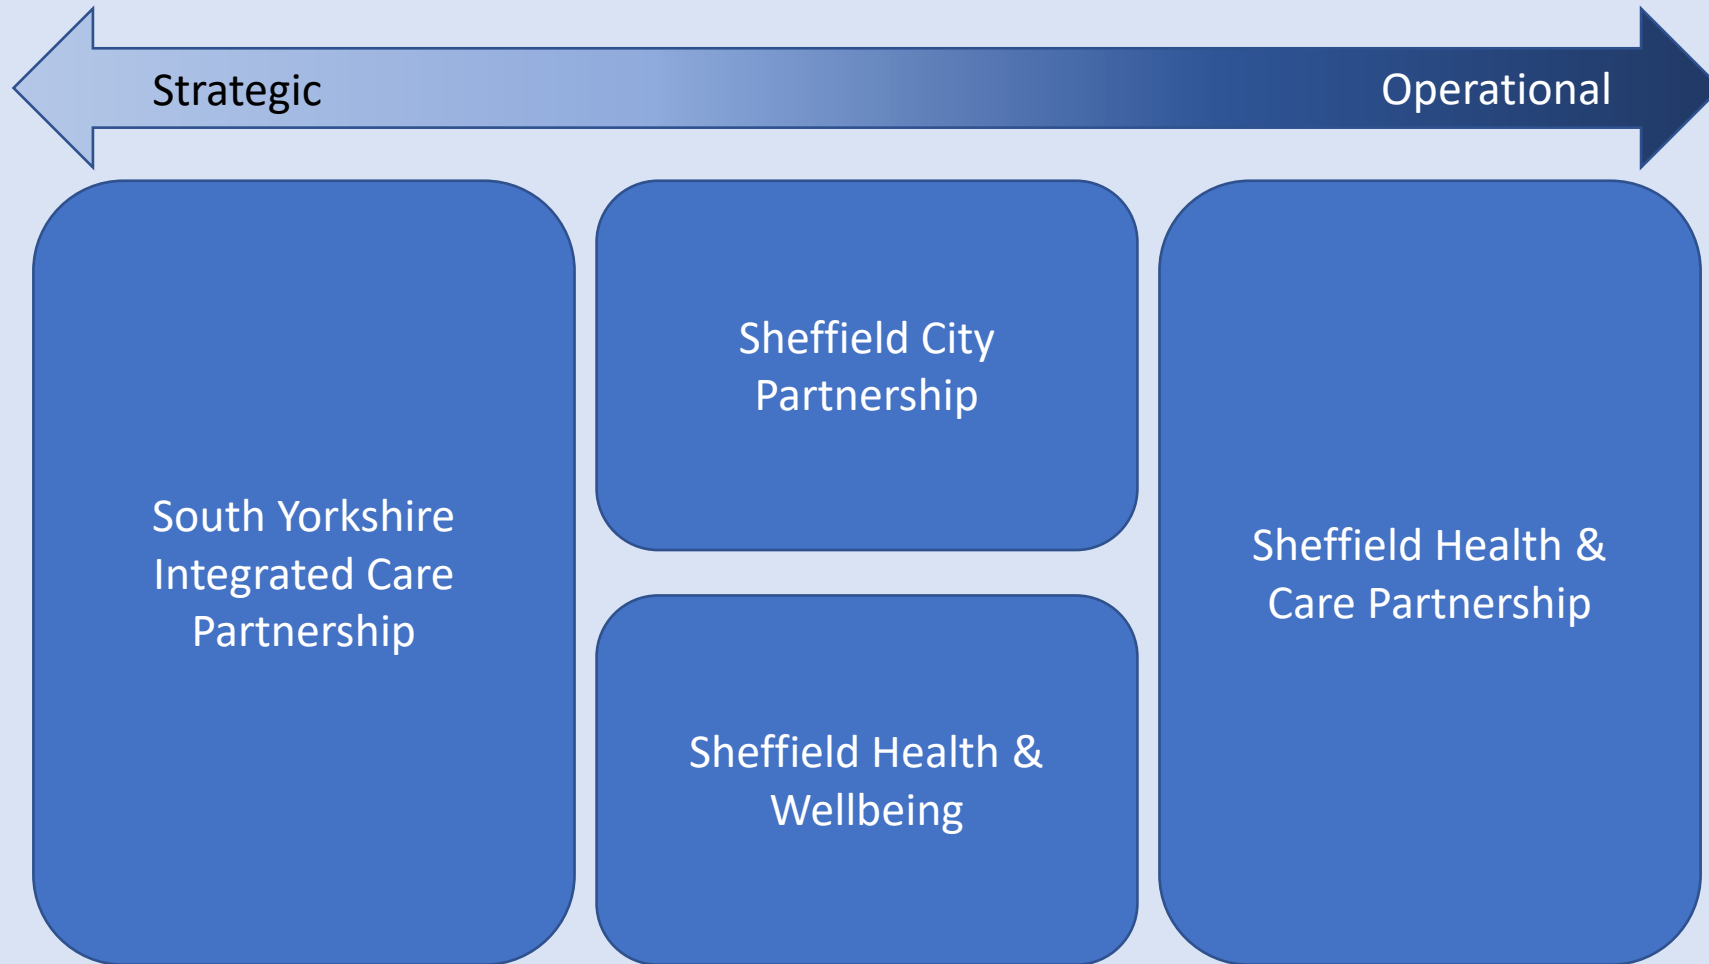 Strategic
Operational
South Yorkshire
Integrated Care
Partnership
Sheffield City
Partnership
Sheffield Health &
Wellbeing
Sheffield Health &
Care Partnership